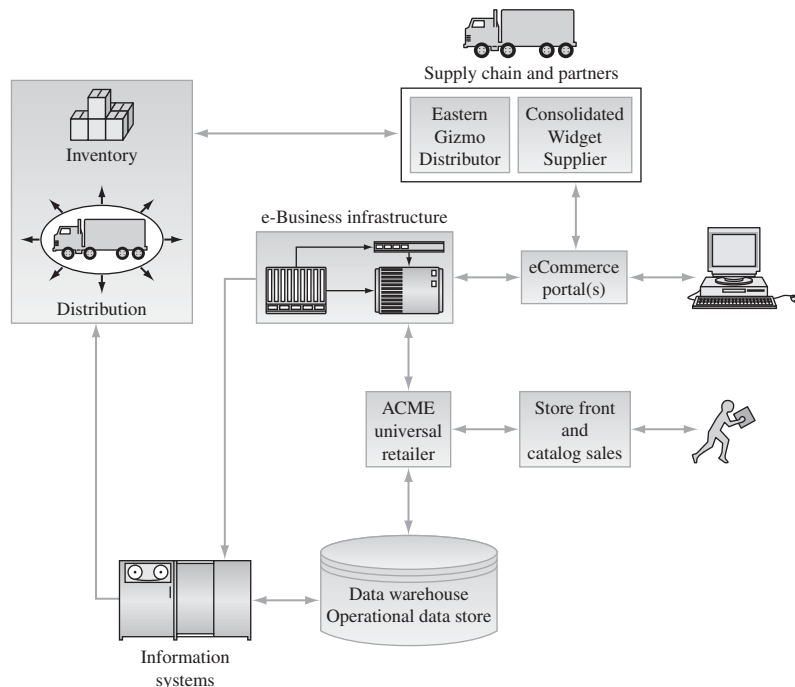 Supply chain and partners
Eastern
Gizmo
Distributor
Consolidated
Widget
Supplier
Inventory
Distribution
e-Business infrastructure
eCommerce
portal(s)
ACME
universal
retailer
Store front
and
catalog sales
Data warehouse
Operational data store
Information
systems